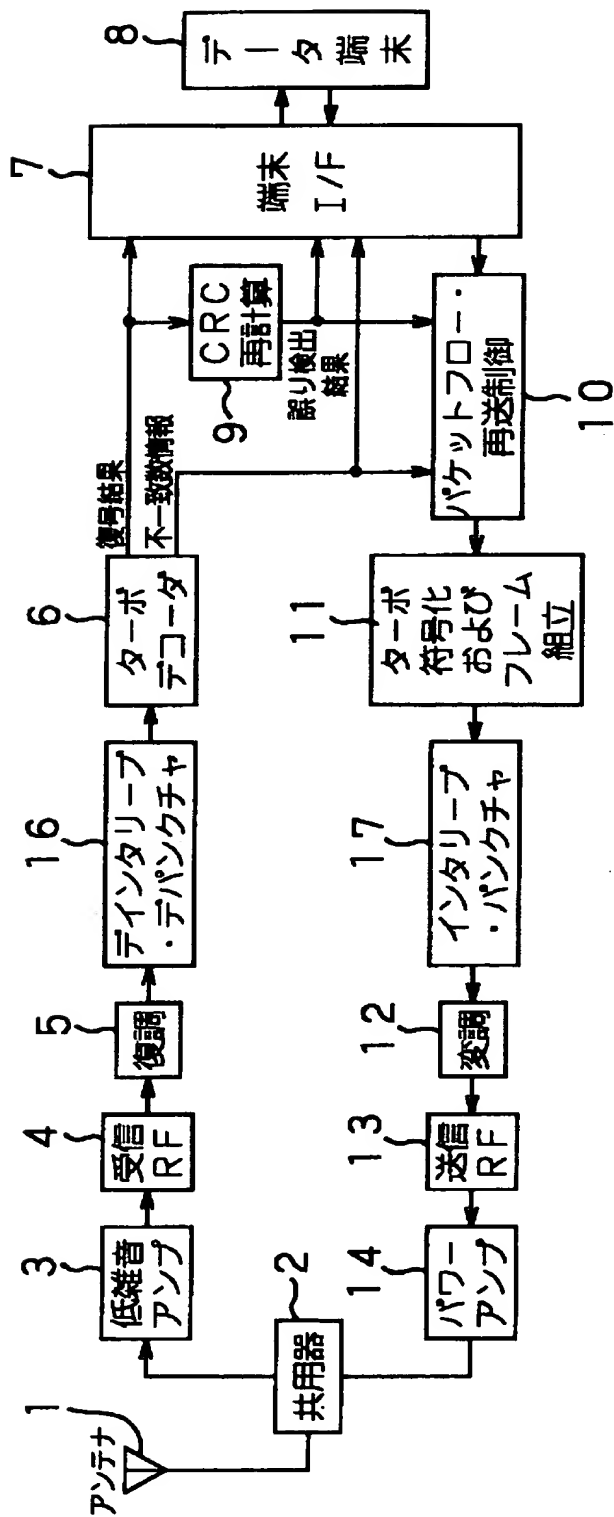 アンテナ
1
共用器
2
低雑音
アンプ
3
受信
RF
4
復調
5
デインタリーブ
・デパンクチャ
16
ターボ
デコーダ
6
復号結果
不一致数情報
CRC
再計算
9
誤り検出
結果
端末
I/F
7
データ端末
8
パケットフロー・
再送制御
10
ターボ
符号化
および
フレーム
組立
11
インタリーブ
・パンクチャ
17
変調
12
送信
RF
13
パワー
アンプ
14